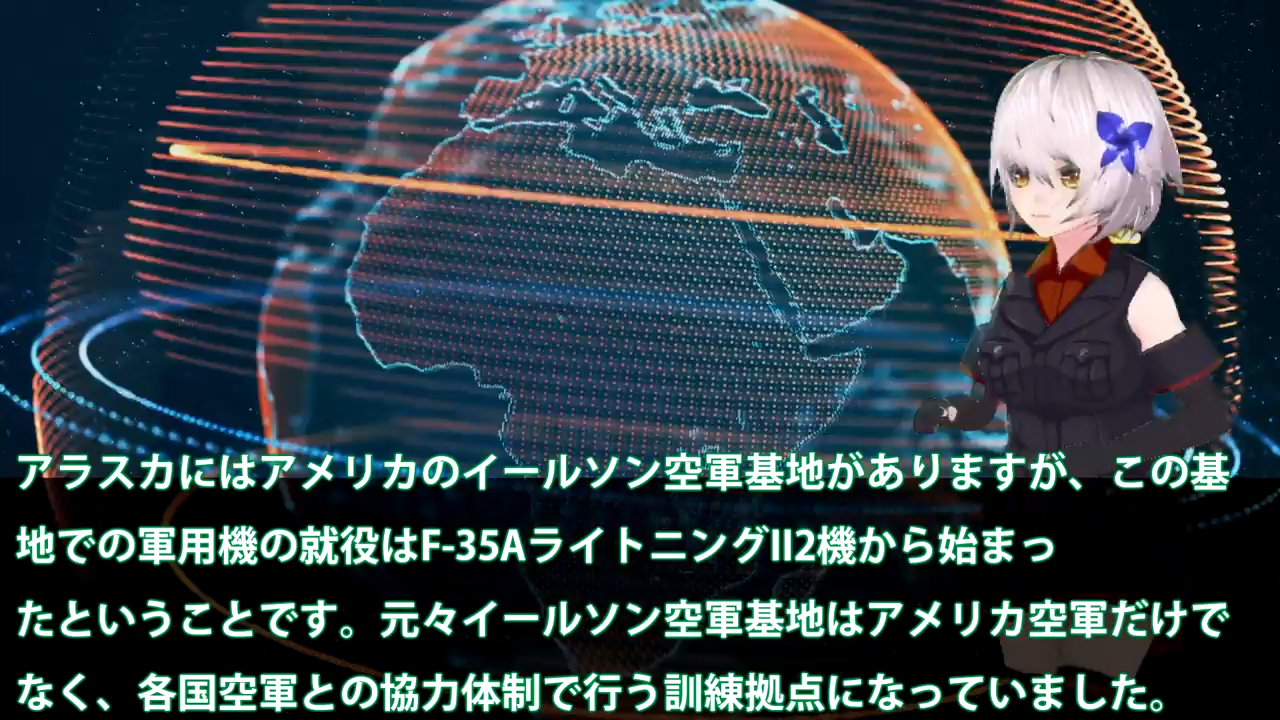 アラスカにはアメリカのイールソン空軍基地がありますが、この基
地での軍用機の就役はF-35AライトニングII2機から始まっ
たということです。元々イールソン空軍基地はアメリカ空軍だけで
なく、各国空軍との協力体制で行う訓練拠点になっていました。